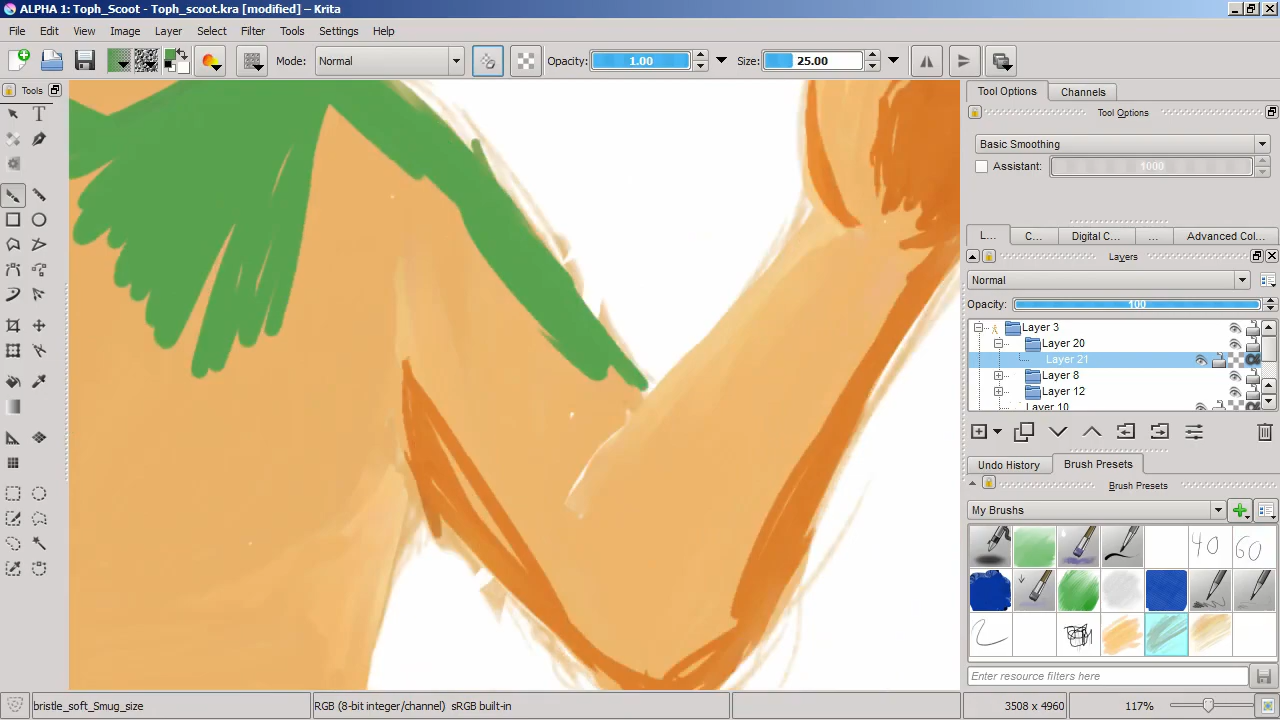 ALPHA 1: Toph_Scoot - Toph_scoot.kra [modified] – Krita
File Edit View Image Layer Select Filter Tools Settings Help
Mode: Normal Opacity: 1.00 Size: 25.00
Tools
Tool Options Channels
Tool Options
Basic Smoothing
Assistant: 1000
L... C... Digital C... ... Advanced Col...
Layers
Normal
Opacity: 100
Layer 3
Layer 20
Layer 21
Layer 8
Layer 12
Layer 10
Undo History Brush Presets
Brush Presets
My Brushes
40 60
Enter resource filters here
bristle_soft_Smug_size RGB (8-bit integer/channel) sRGB built-in 3508 x 4960 117%